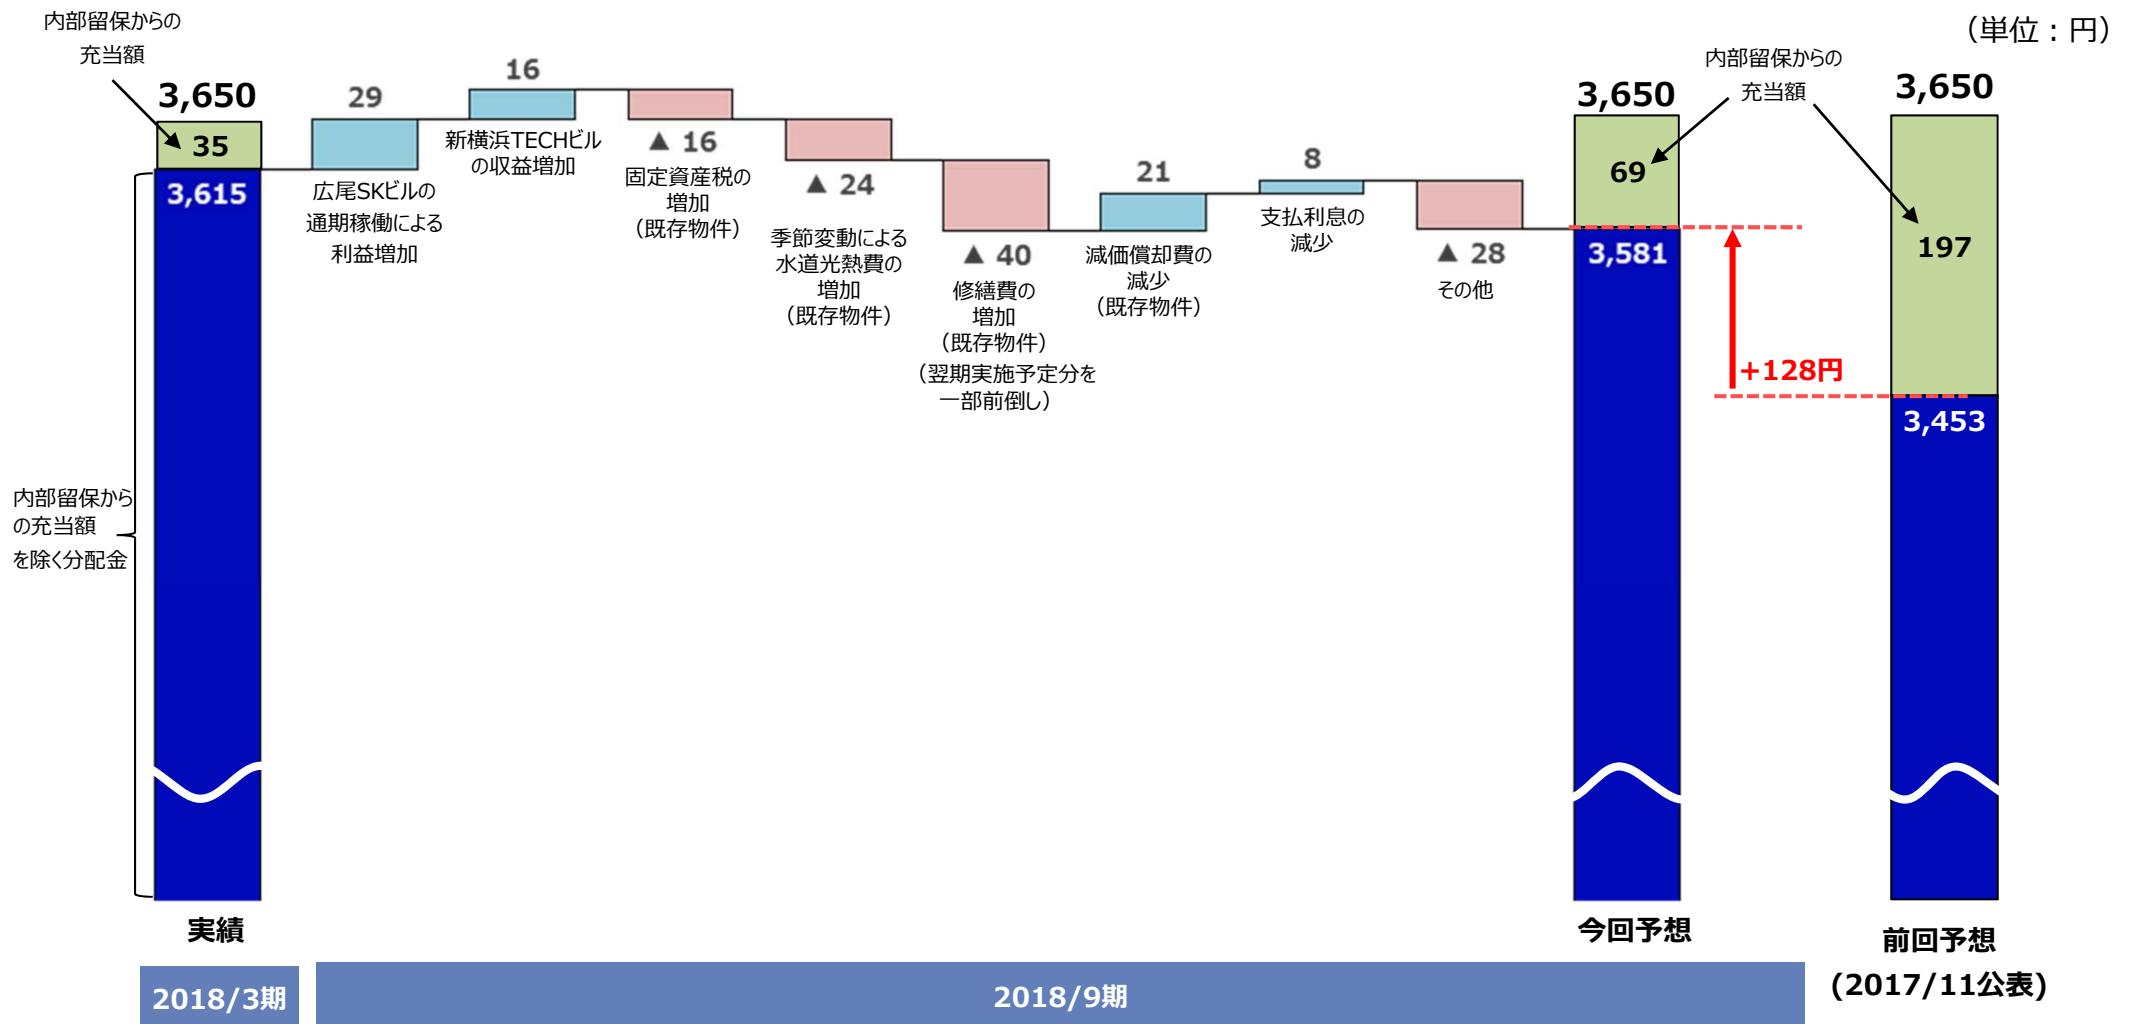 （単位：円）
内部留保からの
充当額
3,650
35
3,615
29
広尾SKビルの
通期稼働による
利益増加
16
新横浜TECHビル
の収益増加
▲ 16
固定資産税の
増加
（既存物件）
▲ 24
季節変動による
水道光熱費の
増加
（既存物件）
▲ 40
修繕費の
増加
（既存物件）
（翌期実施予定分を
一部前倒し）
21
減価償却費の
減少
（既存物件）
8
支払利息の
減少
▲ 28
その他
内部留保からの
充当額
3,650
69
3,581
+128円
3,650
197
3,453
内部留保から
の充当額
を除く分配金
実績
今回予想
前回予想
(2017/11公表)
2018/3期
2018/9期